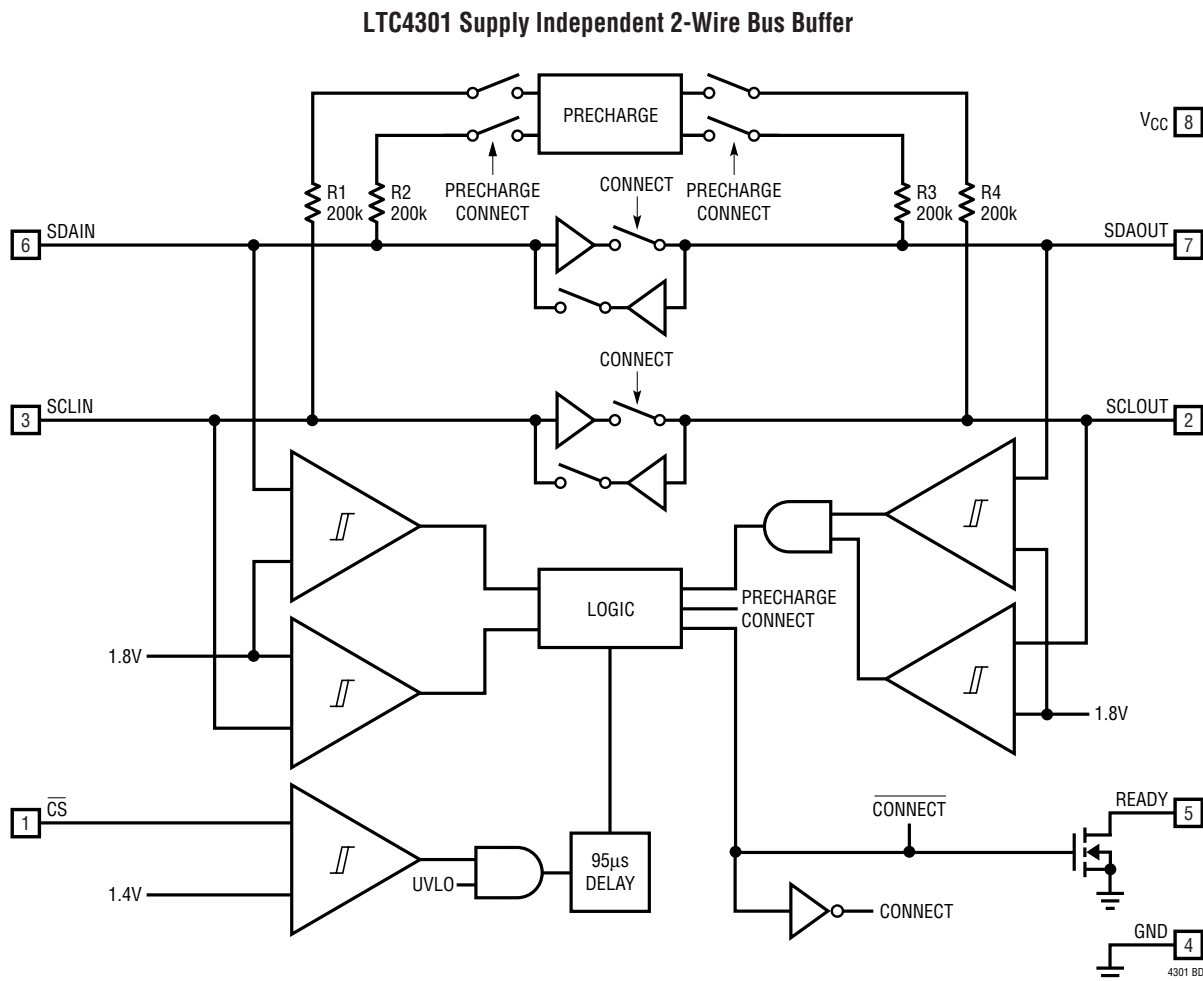 LTC4301 Supply Independent 2-Wire Bus Buffer
PRECHARGE
VCC 8
R1
200k
R2
200k
PRECHARGE
CONNECT
CONNECT
PRECHARGE
CONNECT
R3
200k
R4
200k
6 SDAIN
SDAOUT 7
CONNECT
3 SCLIN
SCLOUT 2
LOGIC
PRECHARGE
CONNECT
1.8V
1.8V
1 CS
CONNECT
READY 5
95µs
DELAY
UVLO
1.4V
CONNECT
GND 4
4301 BD